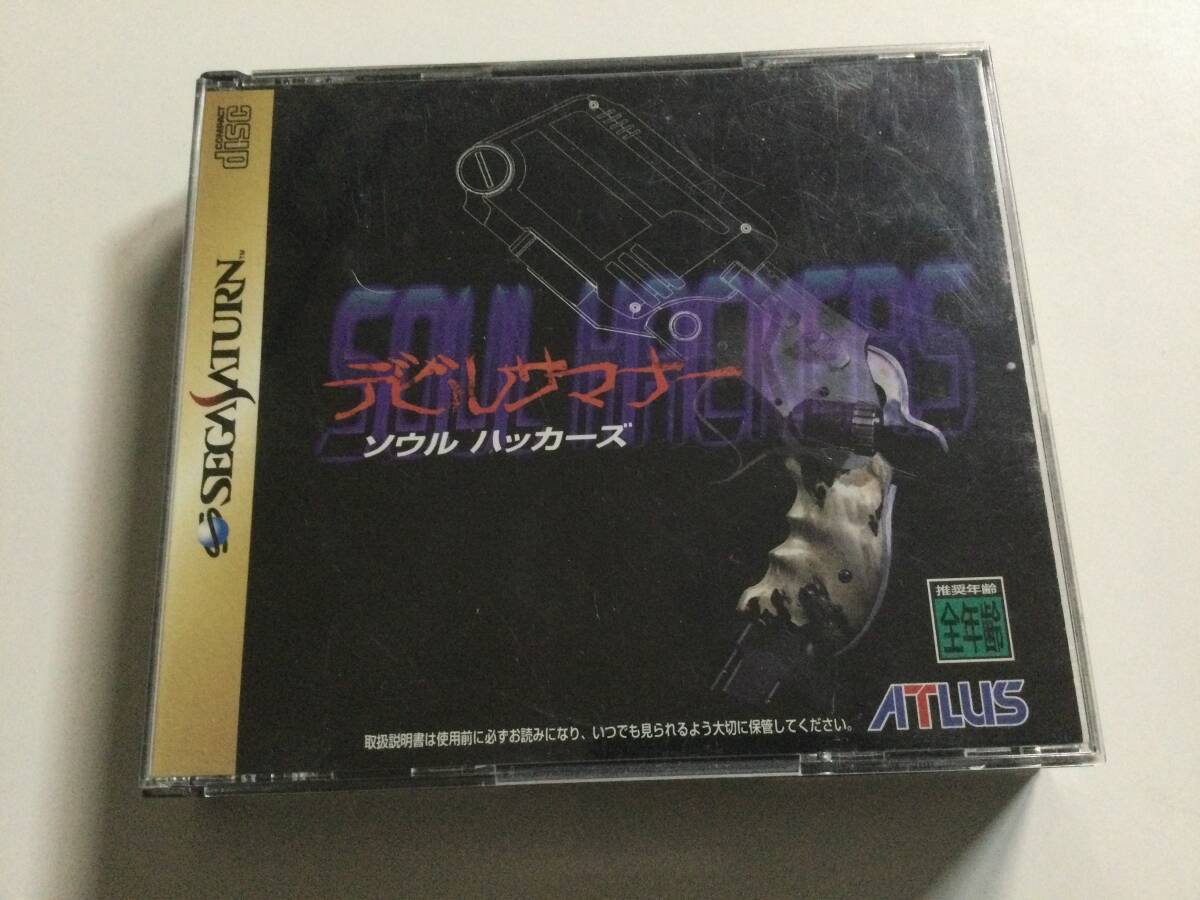 COMPACT
disc
SEGA SATURN™
SOUL HACKERS
デビルサマナー
ソウル ハッカーズ
推奨年齢
全年齢
ATLUS
取扱説明書は使用前に必ずお読みになり、いつでも見られるよう大切に保管してください。